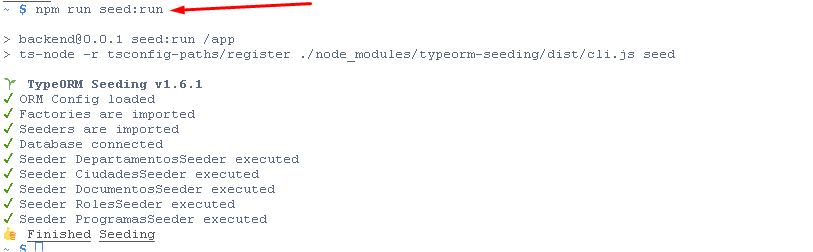 ~ $ npm run seed:run
> backend@0.0.1 seed:run /app
> ts-node -r tsconfig-paths/register ./node_modules/typeorm-seeding/dist/cli.js seed
🌱 TypeORM Seeding v1.6.1
✓ ORM Config loaded
✓ Factories are imported
✓ Seeders are imported
✓ Database connected
✓ Seeder DepartamentosSeeder executed
✓ Seeder CiudadesSeeder executed
✓ Seeder DocumentosSeeder executed
✓ Seeder RolesSeeder executed
✓ Seeder ProgramasSeeder executed
👍 Finished Seeding
~ $